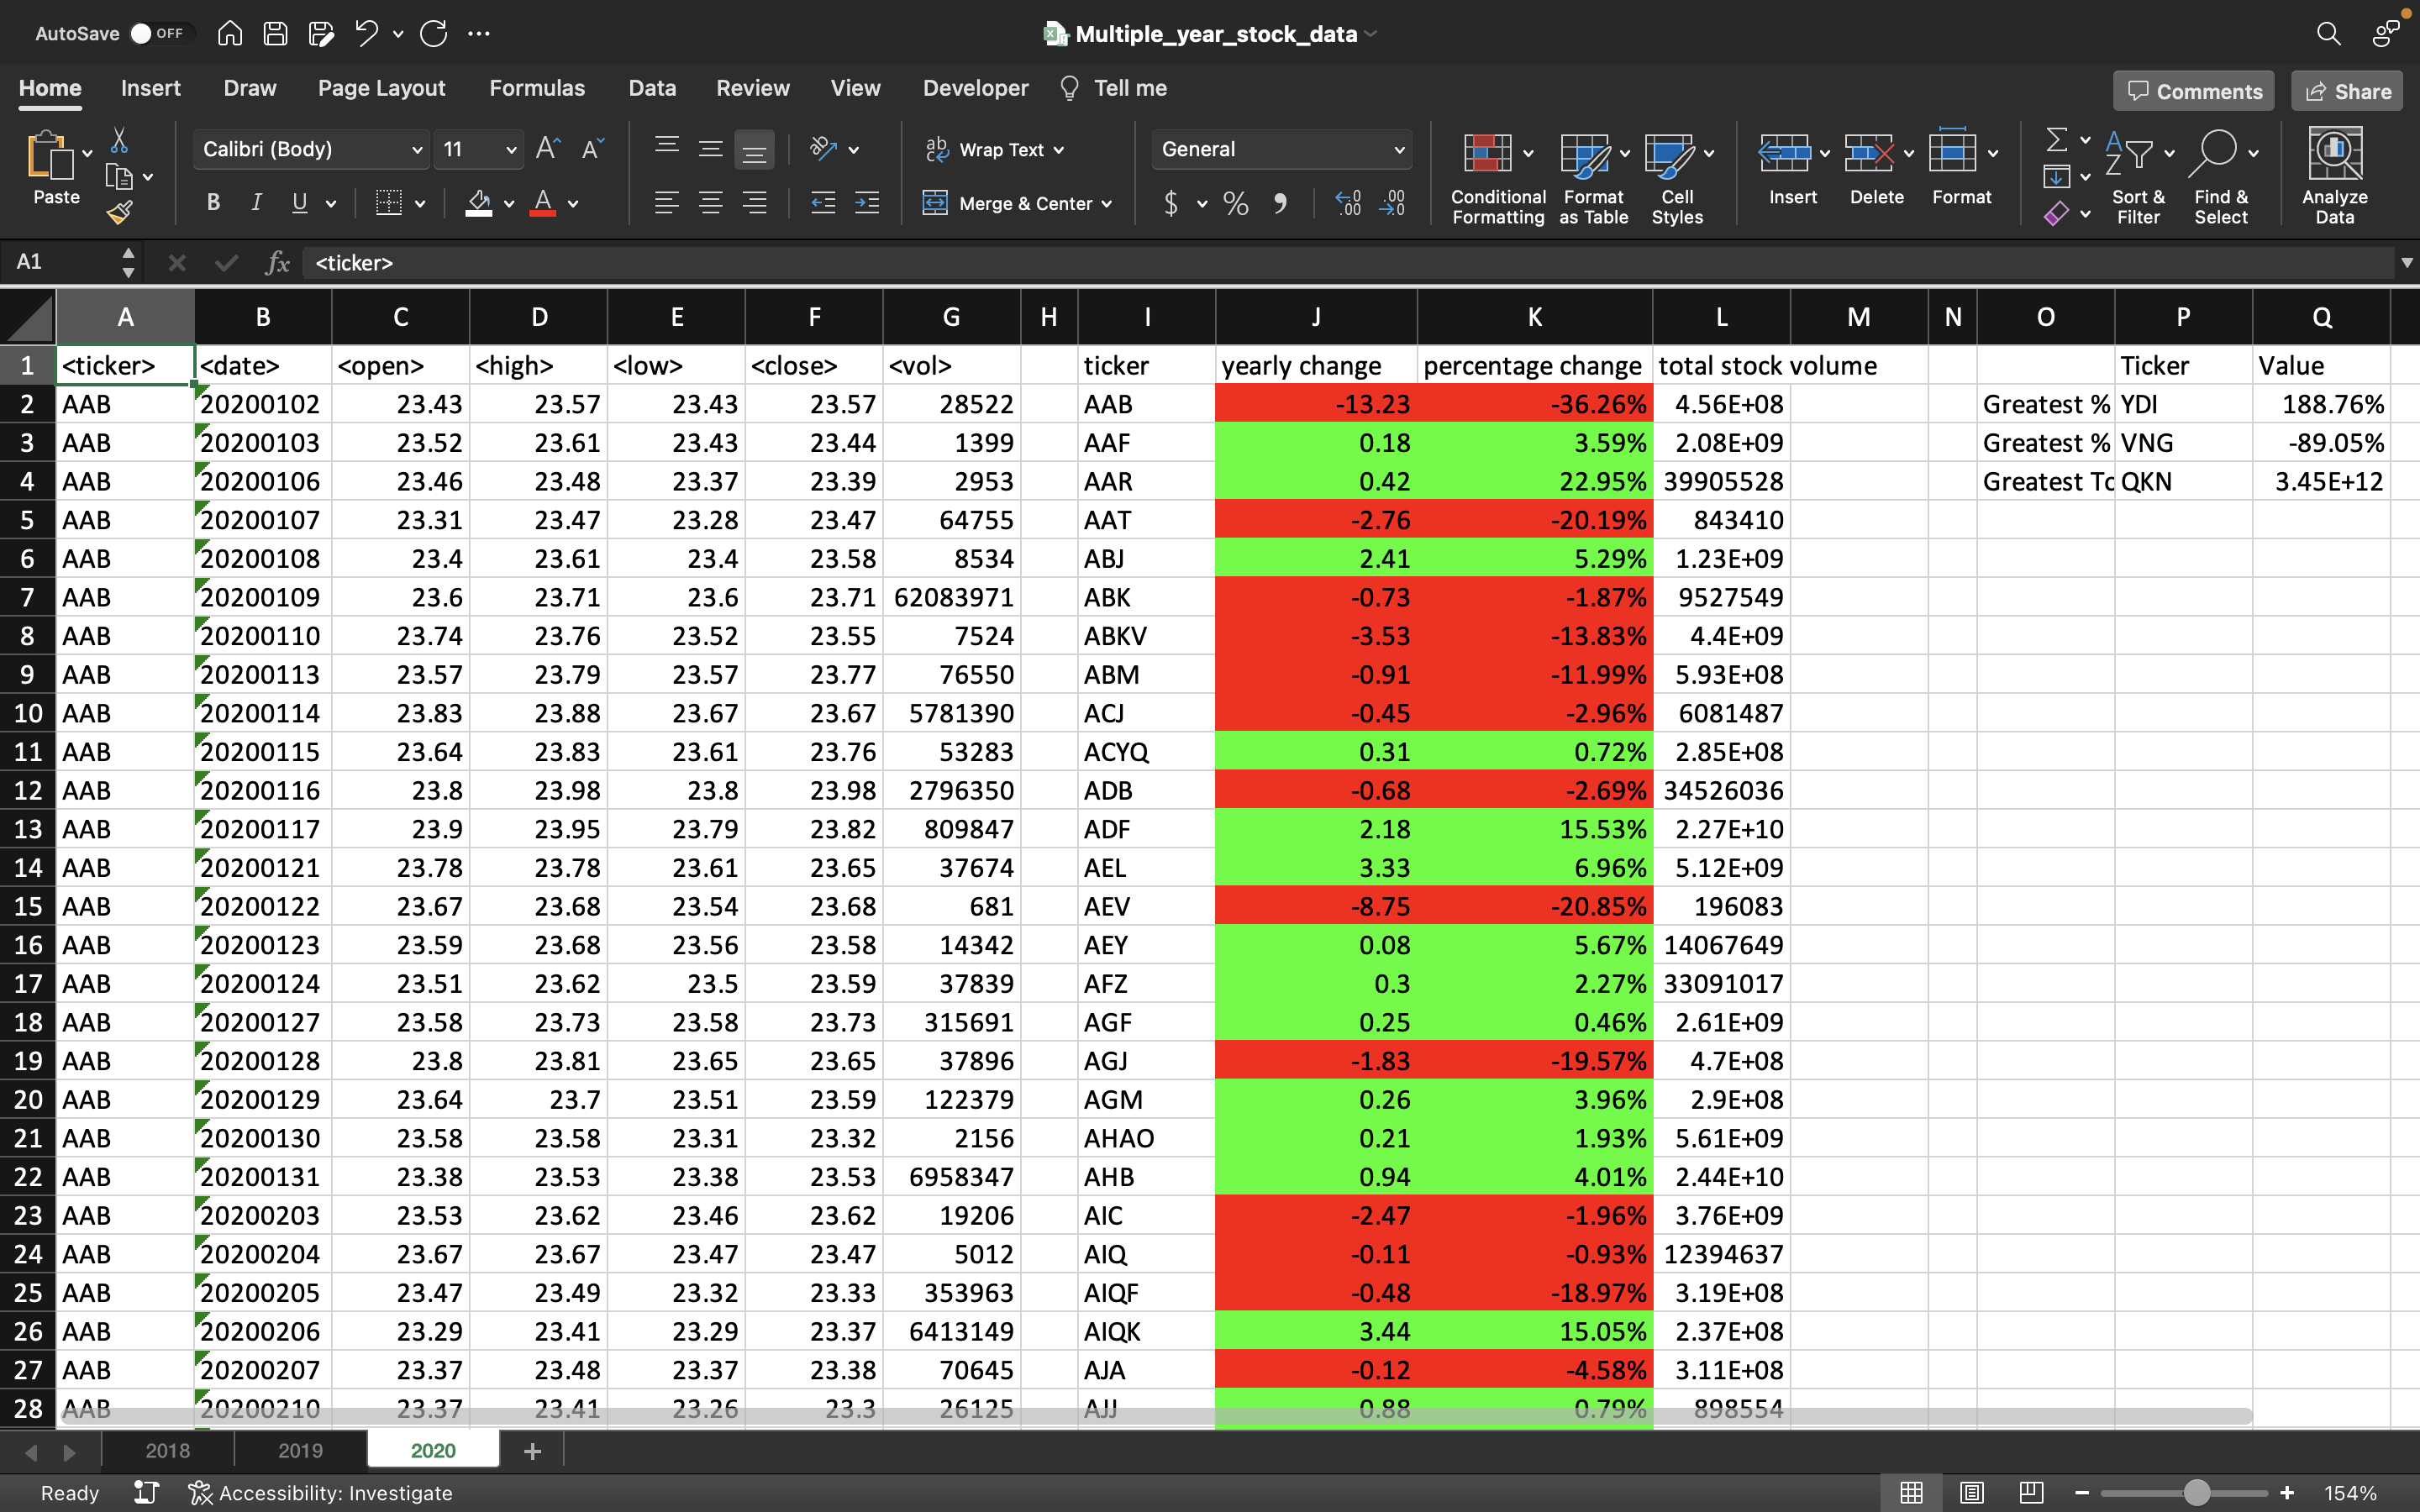 AutoSave OFF Multiple_year_stock_data
Home Insert Draw Page Layout Formulas Data Review View Developer Tell me Comments Share
Paste Calibri (Body) 11 Wrap Text General
B I U Merge & Center $ % Conditional Formatting Format as Table Cell Styles Insert Delete Format Sort & Filter Find & Select Analyze Data
A1 fx <ticker>
A B C D E F G H I J K L M N O P Q
1 <ticker> <date> <open> <high> <low> <close> <vol> ticker yearly change percentage change total stock volume Ticker Value
2 AAB 20200102 23.43 23.57 23.43 23.57 28522 AAB -13.23 -36.26% 4.56E+08 Greatest % YDI 188.76%
3 AAB 20200103 23.52 23.61 23.43 23.44 1399 AAF 0.18 3.59% 2.08E+09 Greatest % VNG -89.05%
4 AAB 20200106 23.46 23.48 23.37 23.39 2953 AAR 0.42 22.95% 39905528 Greatest To QKN 3.45E+12
5 AAB 20200107 23.31 23.47 23.28 23.47 64755 AAT -2.76 -20.19% 843410
6 AAB 20200108 23.4 23.61 23.4 23.58 8534 ABJ 2.41 5.29% 1.23E+09
7 AAB 20200109 23.6 23.71 23.6 23.71 62083971 ABK -0.73 -1.87% 9527549
8 AAB 20200110 23.74 23.76 23.52 23.55 7524 ABKV -3.53 -13.83% 4.4E+09
9 AAB 20200113 23.57 23.79 23.57 23.77 76550 ABM -0.91 -11.99% 5.93E+08
10 AAB 20200114 23.83 23.88 23.67 23.67 5781390 ACJ -0.45 -2.96% 6081487
11 AAB 20200115 23.64 23.83 23.61 23.76 53283 ACYQ 0.31 0.72% 2.85E+08
12 AAB 20200116 23.8 23.98 23.8 23.98 2796350 ADB -0.68 -2.69% 34526036
13 AAB 20200117 23.9 23.95 23.79 23.82 809847 ADF 2.18 15.53% 2.27E+10
14 AAB 20200121 23.78 23.78 23.61 23.65 37674 AEL 3.33 6.96% 5.12E+09
15 AAB 20200122 23.67 23.68 23.54 23.68 681 AEV -8.75 -20.85% 196083
16 AAB 20200123 23.59 23.68 23.56 23.58 14342 AEY 0.08 5.67% 14067649
17 AAB 20200124 23.51 23.62 23.5 23.59 37839 AFZ 0.3 2.27% 33091017
18 AAB 20200127 23.58 23.73 23.58 23.73 315691 AGF 0.25 0.46% 2.61E+09
19 AAB 20200128 23.8 23.81 23.65 23.65 37896 AGJ -1.83 -19.57% 4.7E+08
20 AAB 20200129 23.64 23.7 23.51 23.59 122379 AGM 0.26 3.96% 2.9E+08
21 AAB 20200130 23.58 23.58 23.31 23.32 2156 AHAO 0.21 1.93% 5.61E+09
22 AAB 20200131 23.38 23.53 23.38 23.53 6958347 AHB 0.94 4.01% 2.44E+10
23 AAB 20200203 23.53 23.62 23.46 23.62 19206 AIC -2.47 -1.96% 3.76E+09
24 AAB 20200204 23.67 23.67 23.47 23.47 5012 AIQ -0.11 -0.93% 12394637
25 AAB 20200205 23.47 23.49 23.32 23.33 353963 AIQF -0.48 -18.97% 3.19E+08
26 AAB 20200206 23.29 23.41 23.29 23.37 6413149 AIQK 3.44 15.05% 2.37E+08
27 AAB 20200207 23.37 23.48 23.37 23.38 70645 AJA -0.12 -4.58% 3.11E+08
28 AAB 20200210 23.37 23.41 23.26 23.3 26125 AJJ 0.88 0.79% 898554
2018 2019 2020
Ready Accessibility: Investigate 154%